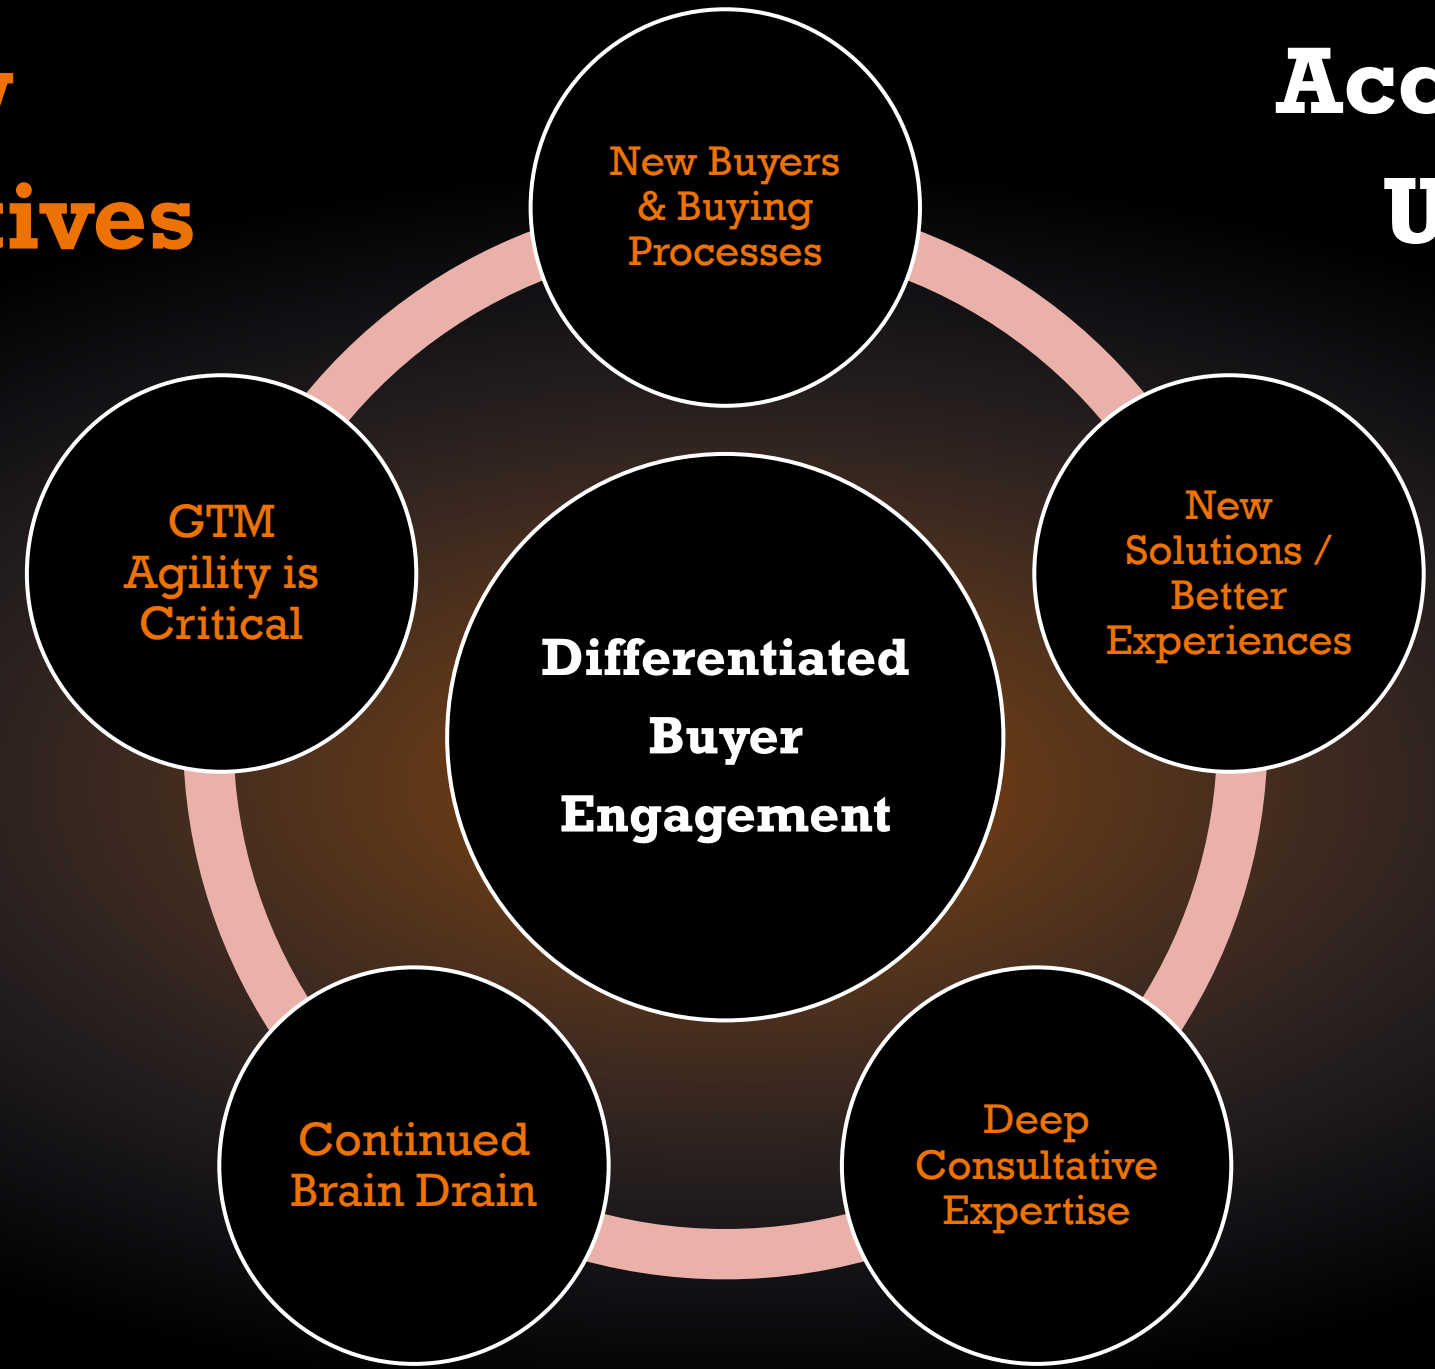 New Buyers
& Buying
Processes
GTM
Agility is
Critical
New
Solutions /
Better
Experiences
Differentiated
Buyer
Engagement
Continued
Brain Drain
Deep
Consultative
Expertise